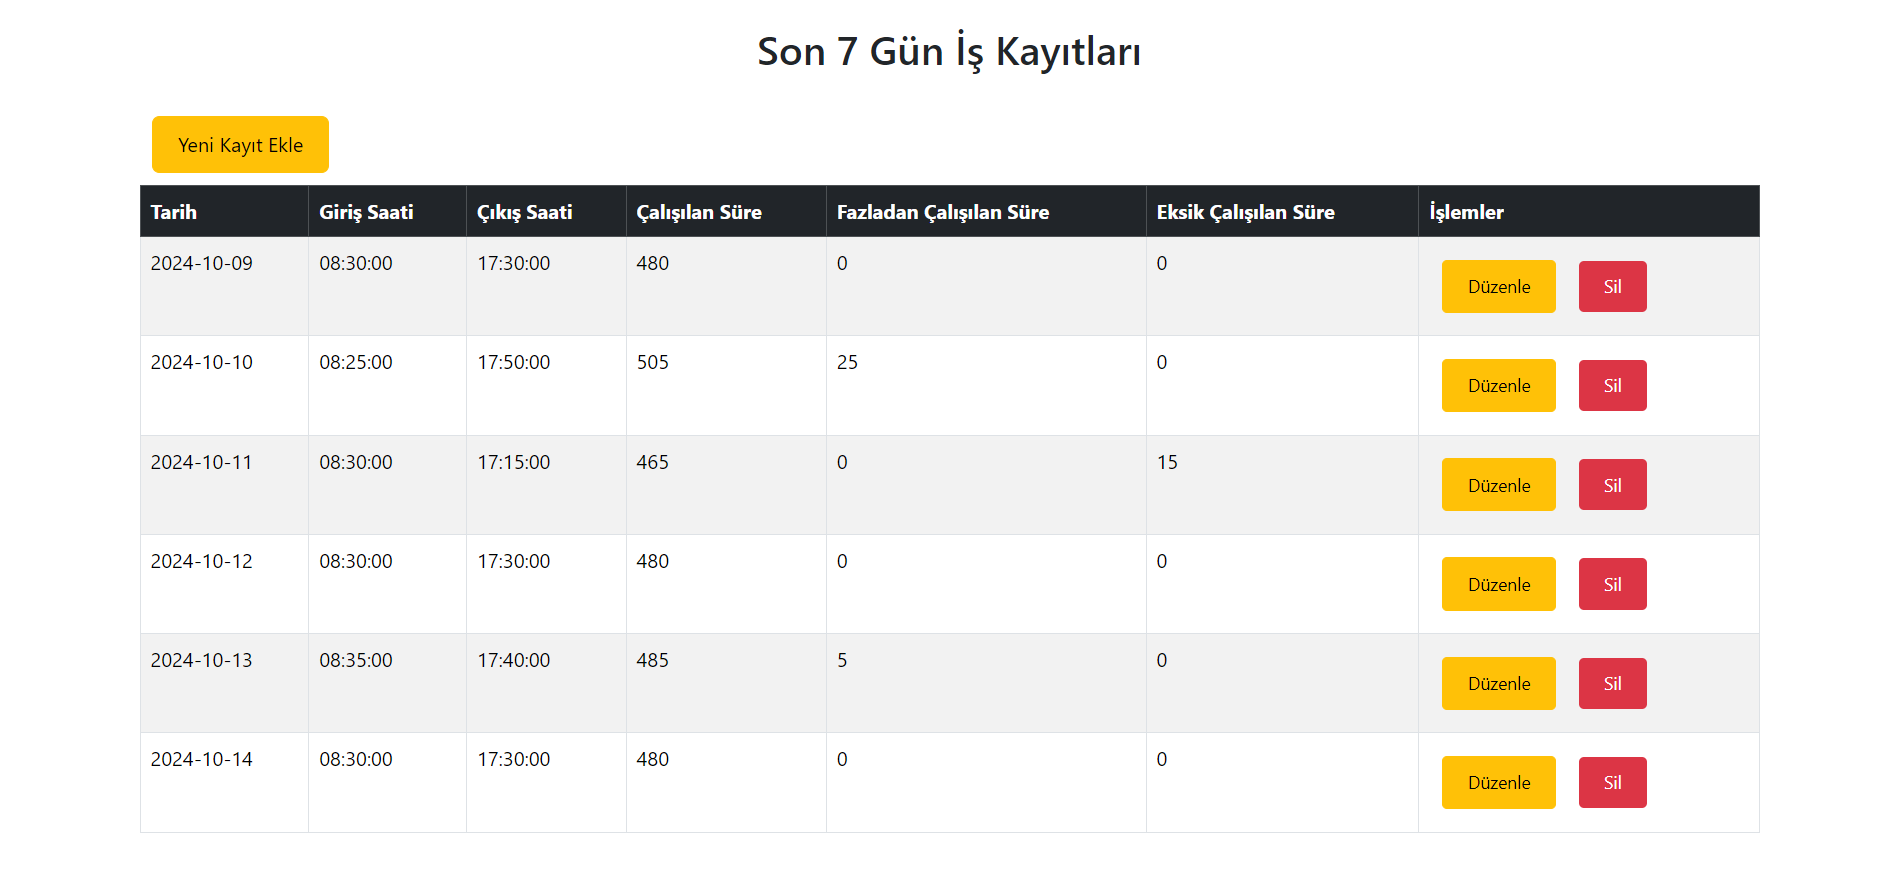 Son 7 Gün İş Kayıtları
Yeni Kayıt Ekle
Tarih Giriş Saati Çıkış Saati Çalışılan Süre Fazladan Çalışılan Süre Eksik Çalışılan Süre İşlemler
2024-10-09 08:30:00 17:30:00 480 0 0 Düzenle Sil
2024-10-10 08:25:00 17:50:00 505 25 0 Düzenle Sil
2024-10-11 08:30:00 17:15:00 465 0 15 Düzenle Sil
2024-10-12 08:30:00 17:30:00 480 0 0 Düzenle Sil
2024-10-13 08:35:00 17:40:00 485 5 0 Düzenle Sil
2024-10-14 08:30:00 17:30:00 480 0 0 Düzenle Sil